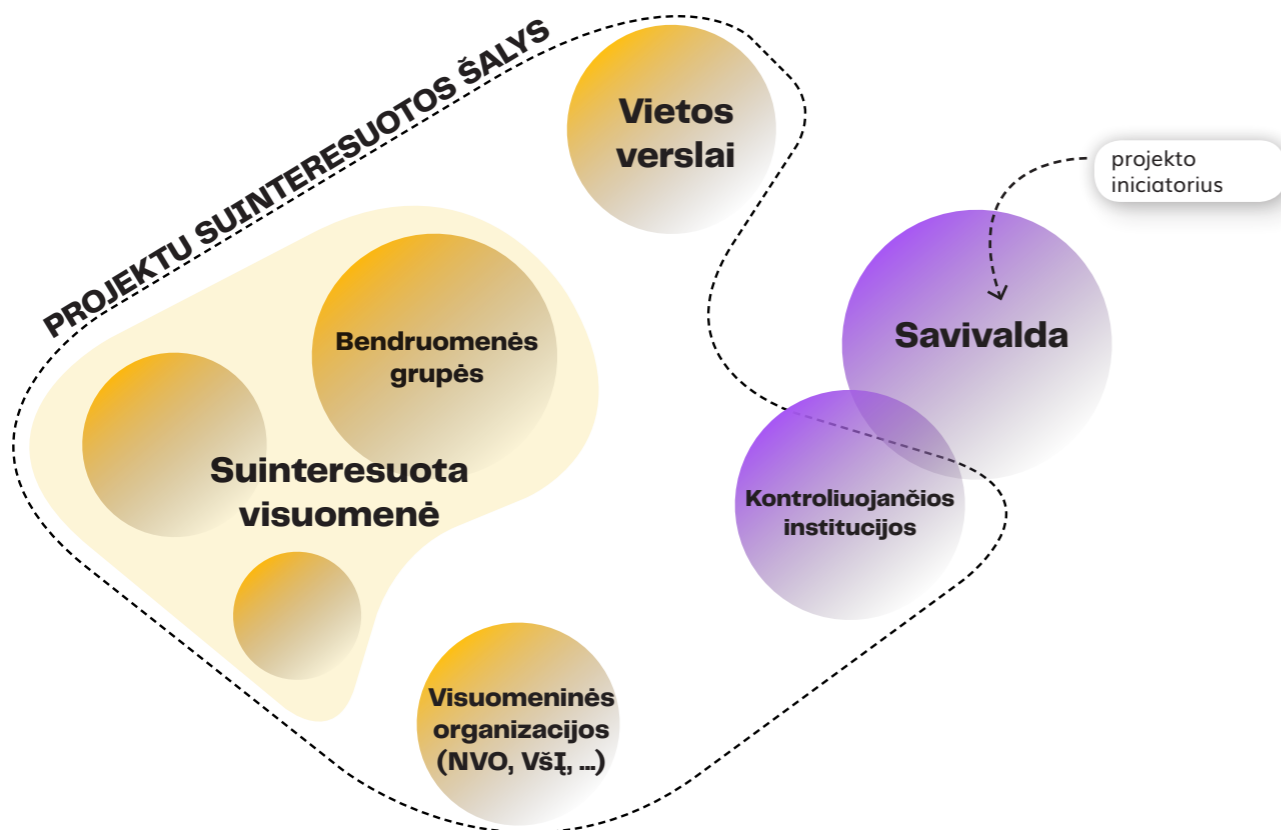 PROJEKTU SUINTERESUOTOS ŠALYS
Vietos
verslai
projekto
iniciatorius
Savivalda
Bendruomenės
grupės
Suinteresuota
visuomenė
Kontroliuojančios
institucijos
Visuomeninės
organizacijos
(NVO, VšĮ, ...)